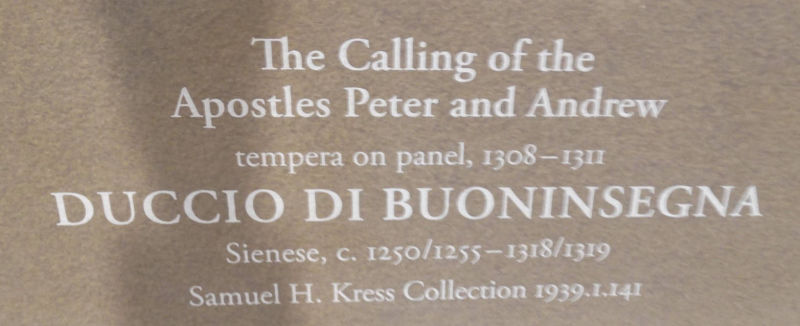 The Calling of the
Apostles Peter and Andrew
tempera on panel, 1308–1311
DUCCIO DI BUONINSEGNA
Sienese, c. 1250/1255–1318/1319
Samuel H. Kress Collection 1939.1.141